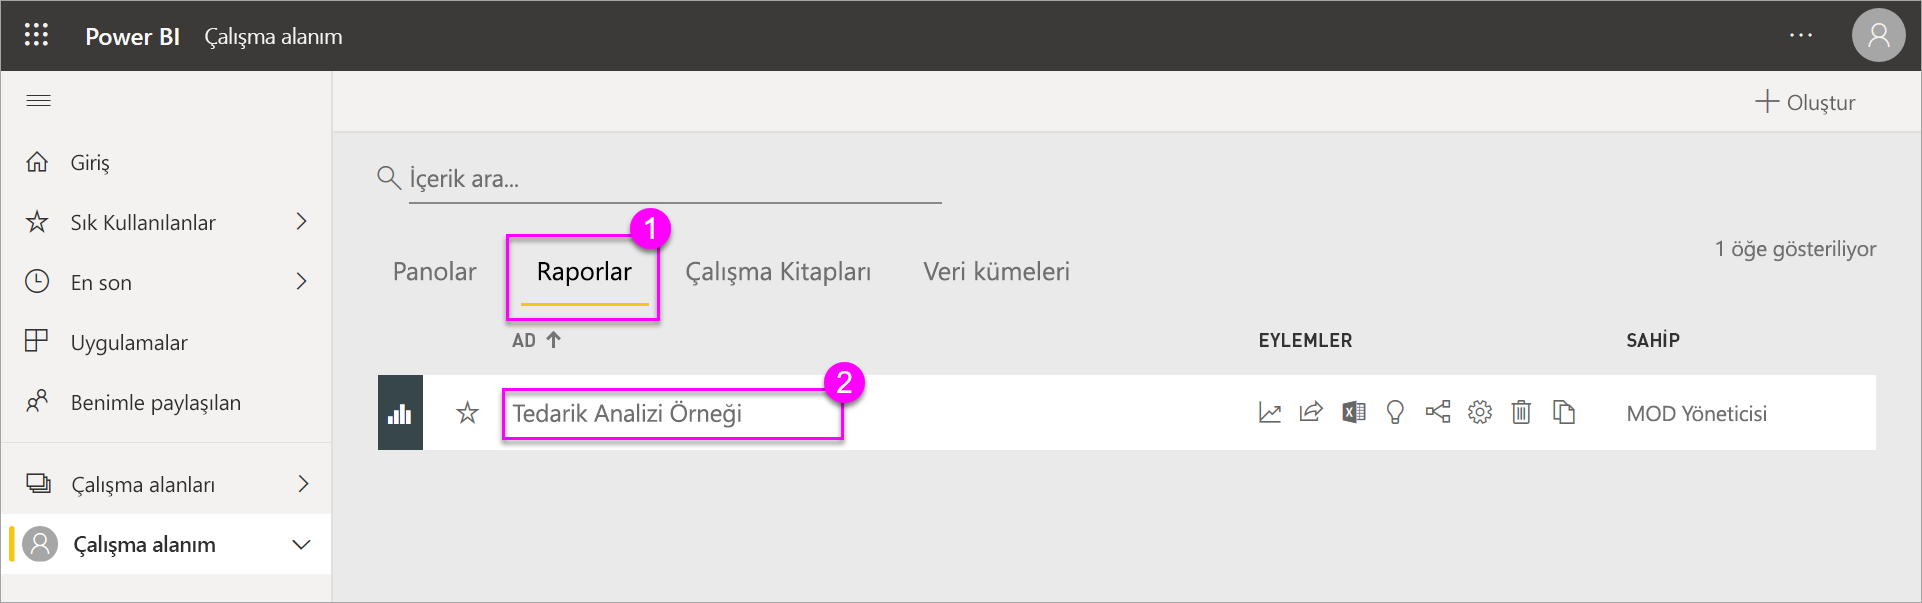 Power BI Çalışma alanım
Oluştur
Giriş
Sık Kullanılanlar
En son
Uygulamalar
Benimle paylaşılan
Çalışma alanları
Çalışma alanım
İçerik ara...
1
Panolar Raporlar Çalışma Kitapları Veri kümeleri
1 öğe gösteriliyor
AD EYLEMLER SAHİP
2
Tedarik Analizi Örneği MOD Yöneticisi